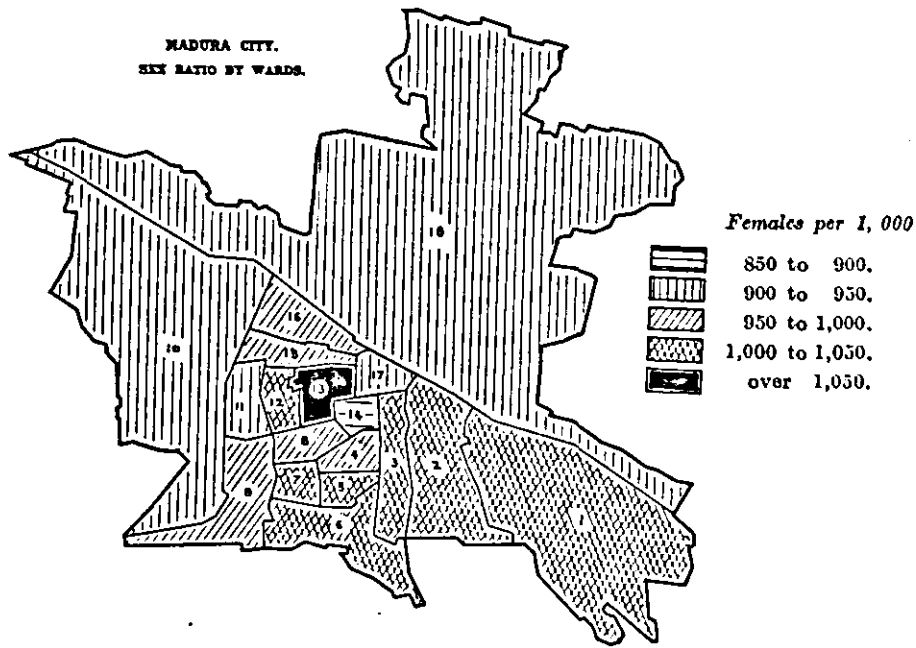 MADURA CITY.
SEX RATIO BY WARDS.
Females per 1,000
850 to 900.
900 to 950.
950 to 1,000.
1,000 to 1,050.
over 1,050.
18
10
16
15
17
11
12
13
14
8
4
3
2
9
7
5
6
1